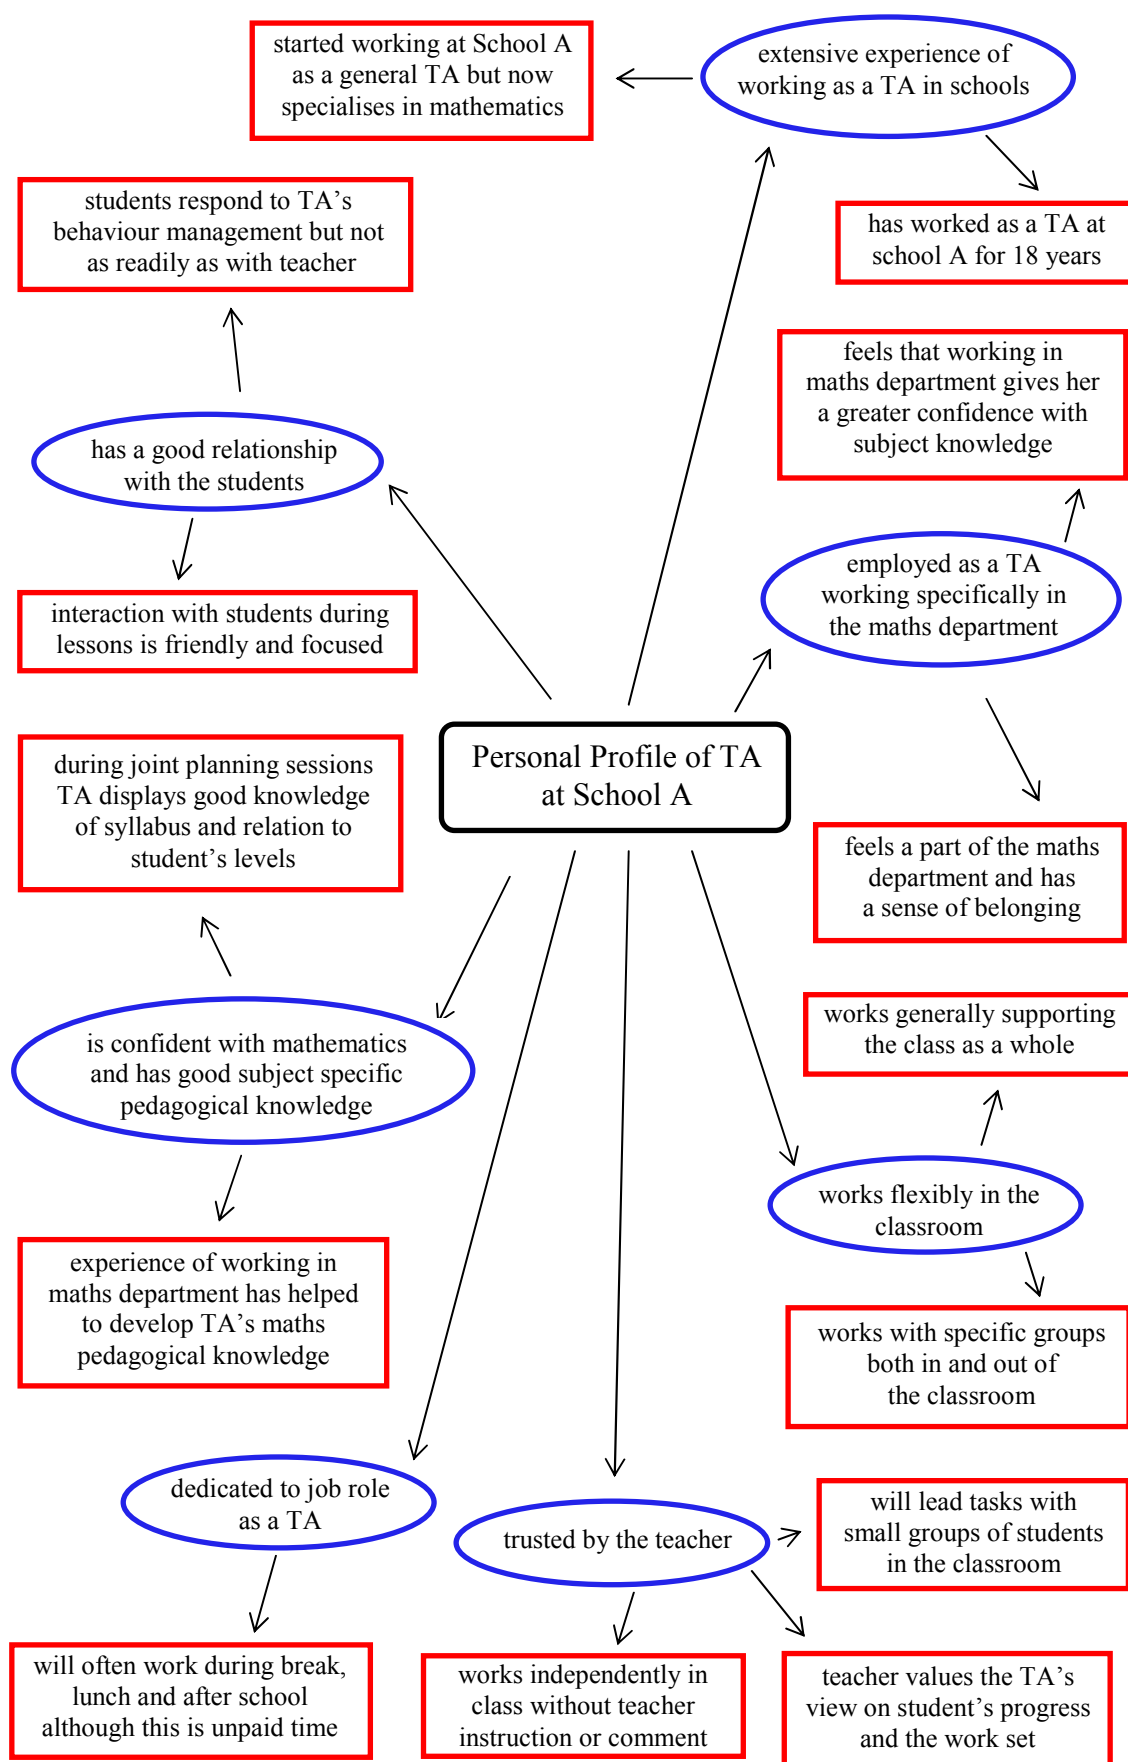 started working at School A
as a general TA but now
specialises in mathematics
extensive experience of
working as a TA in schools
students respond to TA’s
behaviour management but not
as readily as with teacher
has worked as a TA at
school A for 18 years
feels that working in
maths department gives her
a greater confidence with
subject knowledge
has a good relationship
with the students
employed as a TA
working specifically in
the maths department
interaction with students during
lessons is friendly and focused
Personal Profile of TA
at School A
during joint planning sessions
TA displays good knowledge
of syllabus and relation to
student’s levels
feels a part of the maths
department and has
a sense of belonging
works generally supporting
the class as a whole
is confident with mathematics
and has good subject specific
pedagogical knowledge
works flexibly in the
classroom
experience of working in
maths department has helped
to develop TA’s maths
pedagogical knowledge
works with specific groups
both in and out of
the classroom
dedicated to job role
as a TA
trusted by the teacher
will lead tasks with
small groups of students
in the classroom
will often work during break,
lunch and after school
although this is unpaid time
works independently in
class without teacher
instruction or comment
teacher values the TA’s
view on student’s progress
and the work set